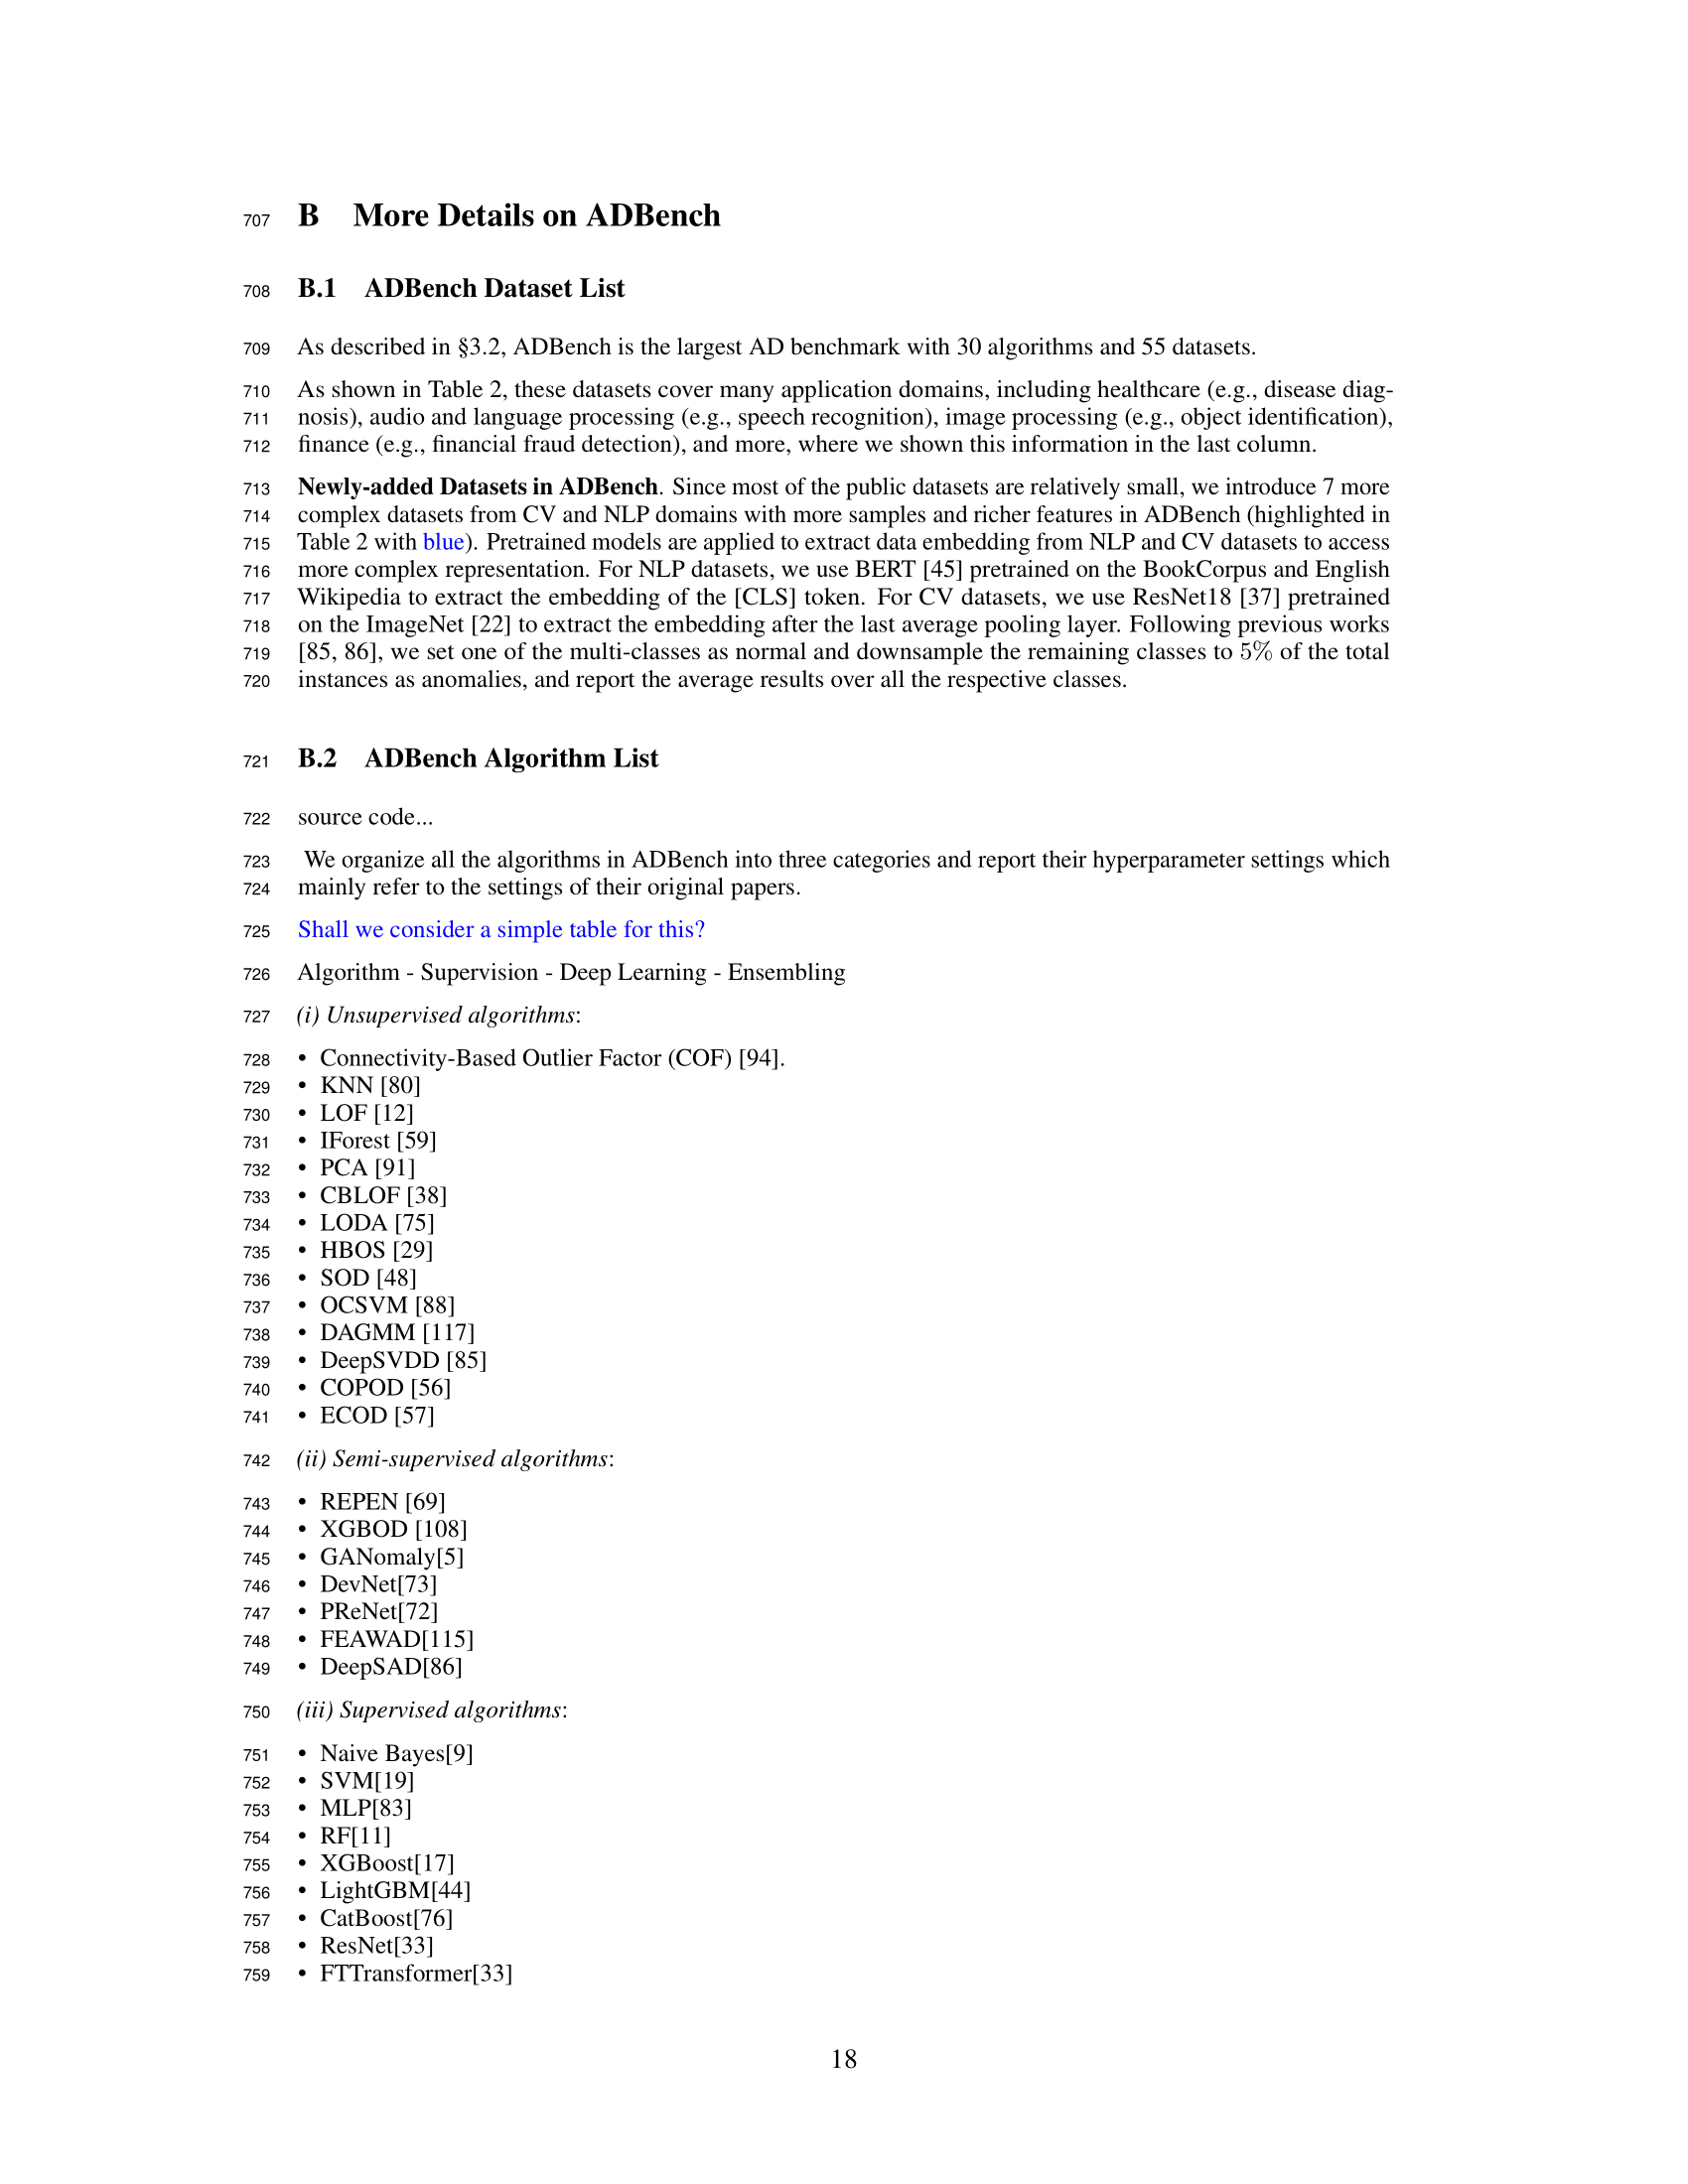 707 B More Details on ADBench
708 B.1 ADBench Dataset List
709 As described in §3.2, ADBench is the largest AD benchmark with 30 algorithms and 55 datasets.
710 As shown in Table 2, these datasets cover many application domains, including healthcare (e.g., disease diag-
711 nosis), audio and language processing (e.g., speech recognition), image processing (e.g., object identification),
712 finance (e.g., financial fraud detection), and more, where we shown this information in the last column.
713 Newly-added Datasets in ADBench. Since most of the public datasets are relatively small, we introduce 7 more
714 complex datasets from CV and NLP domains with more samples and richer features in ADBench (highlighted in
715 Table 2 with blue). Pretrained models are applied to extract data embedding from NLP and CV datasets to access
716 more complex representation. For NLP datasets, we use BERT [45] pretrained on the BookCorpus and English
717 Wikipedia to extract the embedding of the [CLS] token. For CV datasets, we use ResNet18 [37] pretrained
718 on the ImageNet [22] to extract the embedding after the last average pooling layer. Following previous works
719 [85, 86], we set one of the multi-classes as normal and downsample the remaining classes to 5% of the total
720 instances as anomalies, and report the average results over all the respective classes.
721 B.2 ADBench Algorithm List
722 source code...
723 We organize all the algorithms in ADBench into three categories and report their hyperparameter settings which
724 mainly refer to the settings of their original papers.
725 Shall we consider a simple table for this?
726 Algorithm - Supervision - Deep Learning - Ensembling
727 (i) Unsupervised algorithms:
728 • Connectivity-Based Outlier Factor (COF) [94].
729 • KNN [80]
730 • LOF [12]
731 • IForest [59]
732 • PCA [91]
733 • CBLOF [38]
734 • LODA [75]
735 • HBOS [29]
736 • SOD [48]
737 • OCSVM [88]
738 • DAGMM [117]
739 • DeepSVDD [85]
740 • COPOD [56]
741 • ECOD [57]
742 (ii) Semi-supervised algorithms:
743 • REPEN [69]
744 • XGBOD [108]
745 • GANomaly[5]
746 • DevNet[73]
747 • PReNet[72]
748 • FEAWAD[115]
749 • DeepSAD[86]
750 (iii) Supervised algorithms:
751 • Naive Bayes[9]
752 • SVM[19]
753 • MLP[83]
754 • RF[11]
755 • XGBoost[17]
756 • LightGBM[44]
757 • CatBoost[76]
758 • ResNet[33]
759 • FTTransformer[33]
18